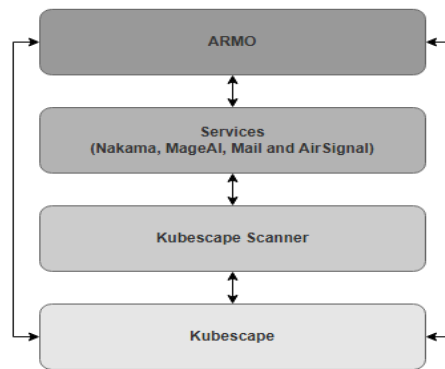 ARMO
Services
(Nakama, MageAI, Mail and AirSignal)
Kubescape Scanner
Kubescape